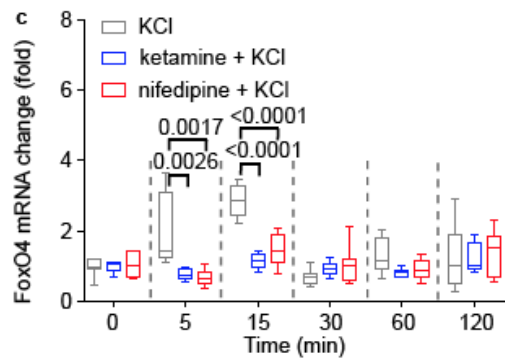 c
FoxO4 mRNA change (fold)
8
6
4
2
0
KCl
ketamine + KCl
nifedipine + KCl
<0.0001
0.0017
<0.0001
0.0026
0 5 15 30 60 120
Time (min)